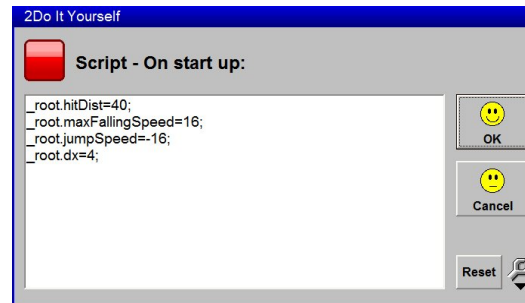 2Do It Yourself
Script - On start up:
_root.hitDist=40;
_root.maxFallingSpeed=16;
_root.jumpSpeed=-16;
_root.dx=4;
OK
Cancel
Reset